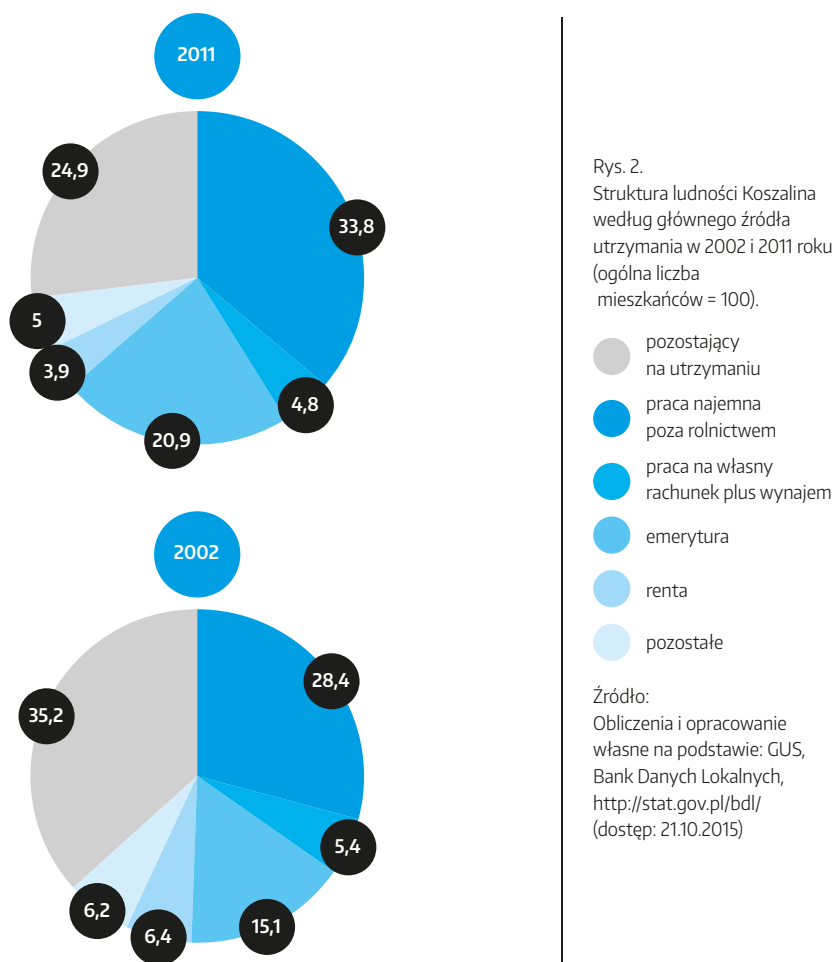 2011
24,9
33,8
5
3,9
4,8
20,9
2002
28,4
35,2
5,4
6,2
15,1
6,4
Rys. 2.
Struktura ludności Koszalina
według głównego źródła
utrzymania w 2002 i 2011 roku
(ogólna liczba
mieszkańców = 100).
pozostający
na utrzymaniu
praca najemna
poza rolnictwem
praca na własny
rachunek plus wynajem
emerytura
renta
pozostałe
Źródło:
Obliczenia i opracowanie
własne na podstawie: GUS,
Bank Danych Lokalnych,
http://stat.gov.pl/bdl/
(dostęp: 21.10.2015)